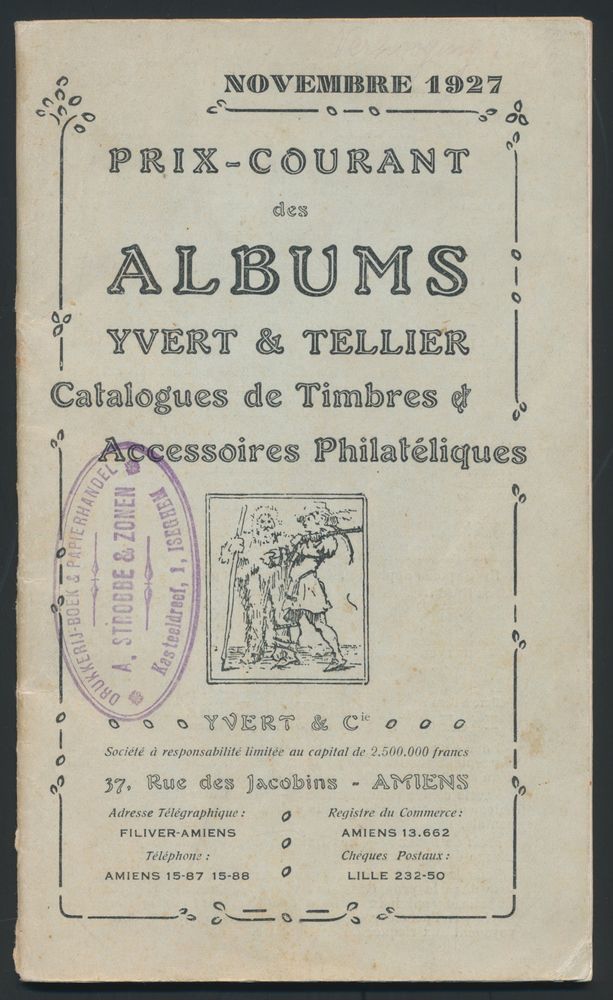 NOVEMBRE 1927
PRIX-COURANT
des
ALBUMS
YVERT & TELLIER
Catalogues de Timbres &
Accessoires Philatéliques
DRUKKERIJ-BOEK & PAPIERHANDEL
A. STROBBE & ZONEN
Kasteeldreef, 1, ISEGHEM
YVERT & Cie
Société à responsabilité limitée au capital de 2.500.000 francs
37, Rue des Jacobins - AMIENS
Adresse Télégraphique :
FILIVER-AMIENS
Téléphone :
AMIENS 15-87 15-88
Registre du Commerce :
AMIENS 13.662
Chèques Postaux :
LILLE 232-50